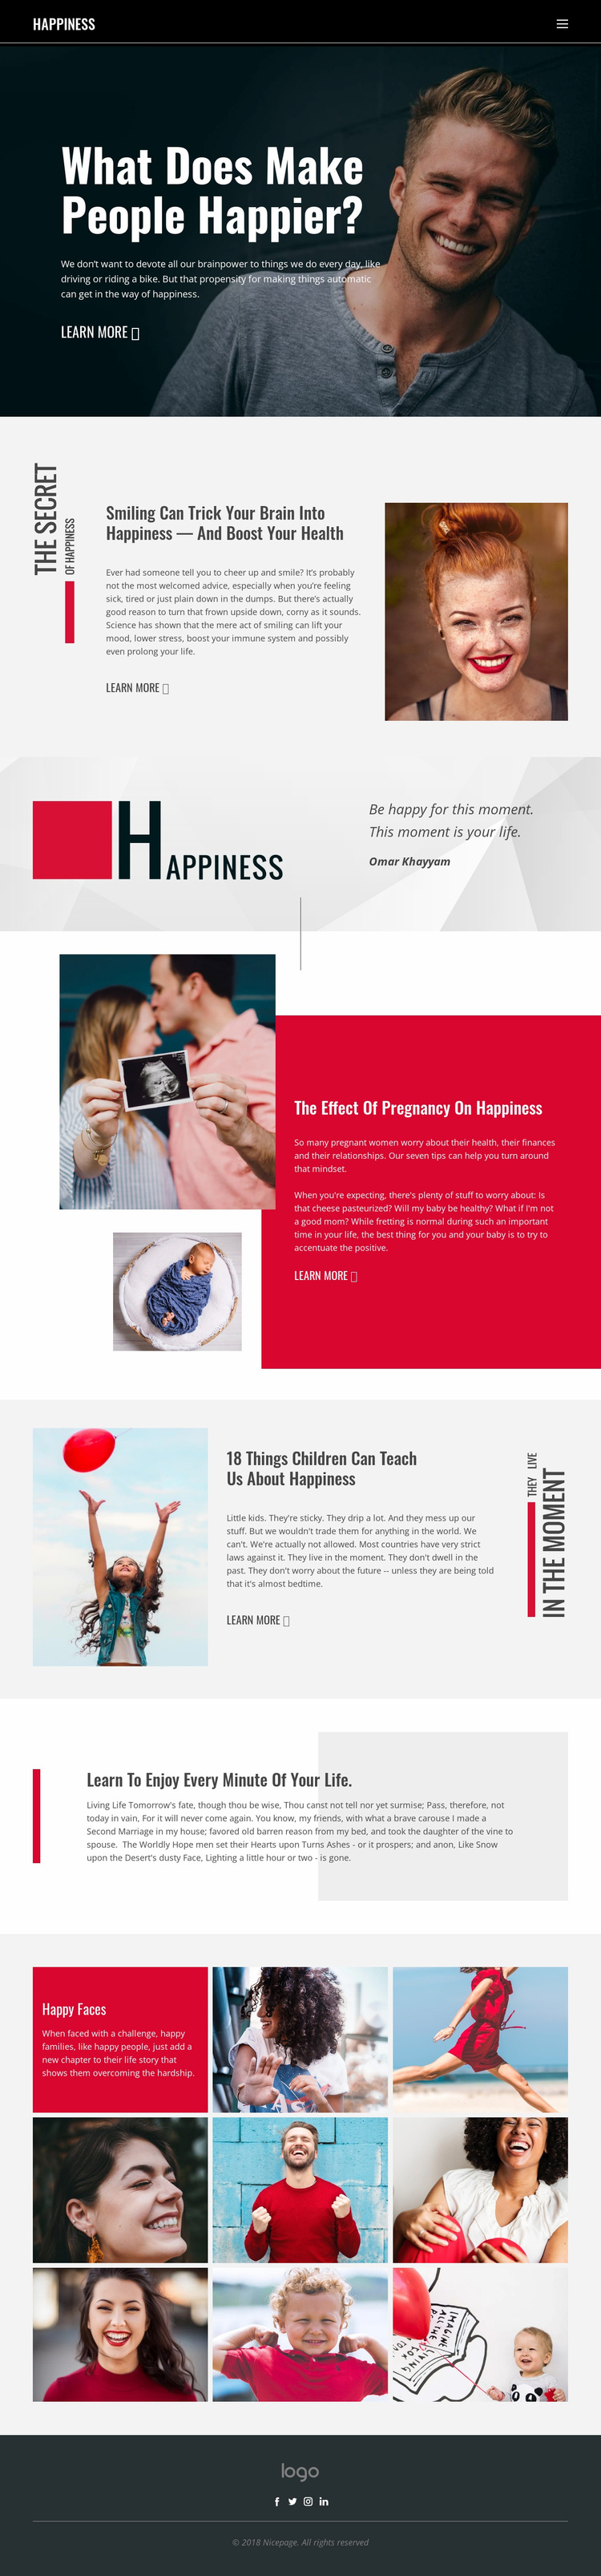 HAPPINESS
What Does Make
People Happier?
We don't want to devote all our brainpower to things we do every day, like
driving or riding a bike. But that propensity for making things automatic
can get in the way of happiness.
LEARN MORE
THE SECRET
OF HAPPINESS
Smiling Can Trick Your Brain Into
Happiness — And Boost Your Health
Ever had someone tell you to cheer up and smile? It's probably
not the most welcomed advice, especially when you're feeling
sick, tired or just plain down in the dumps. But there's actually
good reason to turn that frown upside down, corny as it sounds.
Science has shown that the mere act of smiling can lift your
mood, lower stress, boost your immune system and possibly
even prolong your life.
LEARN MORE
HAPPINESS
Be happy for this moment.
This moment is your life.
Omar Khayyam
The Effect Of Pregnancy On Happiness
So many pregnant women worry about their health, their finances
and their relationships. Our seven tips can help you turn around
that mindset.
When you're expecting, there's plenty of stuff to worry about: Is
that cheese pasteurized? Will my baby be healthy? What if I'm not
a good mom? While fretting is normal during such an important
time in your life, the best thing for you and your baby is to try to
accentuate the positive.
LEARN MORE
18 Things Children Can Teach
Us About Happiness
Little kids. They're sticky. They drip a lot. And they mess up our
stuff. But we wouldn't trade them for anything in the world. We
can't. We're actually not allowed. Most countries have very strict
laws against it. They live in the moment. They don't dwell in the
past. They don't worry about the future -- unless they are being told
that it's almost bedtime.
LEARN MORE
THEY LIVE
IN THE MOMENT
Learn To Enjoy Every Minute Of Your Life.
Living Life Tomorrow's fate, though thou be wise, Thou canst not tell nor yet surmise; Pass, therefore, not
today in vain, For it will never come again. You know, my friends, with what a brave carouse I made a
Second Marriage in my house; favored old barren reason from my bed, and took the daughter of the vine to
spouse. The Worldly Hope men set their Hearts upon Turns Ashes - or it prospers; and anon, Like Snow
upon the Desert's dusty Face, Lighting a little hour or two - is gone.
Happy Faces
When faced with a challenge, happy
families, like happy people, just add a
new chapter to their life story that
shows them overcoming the hardship.
IMAGINE
ALL THE
logo
© 2018 Nicepage. All rights reserved